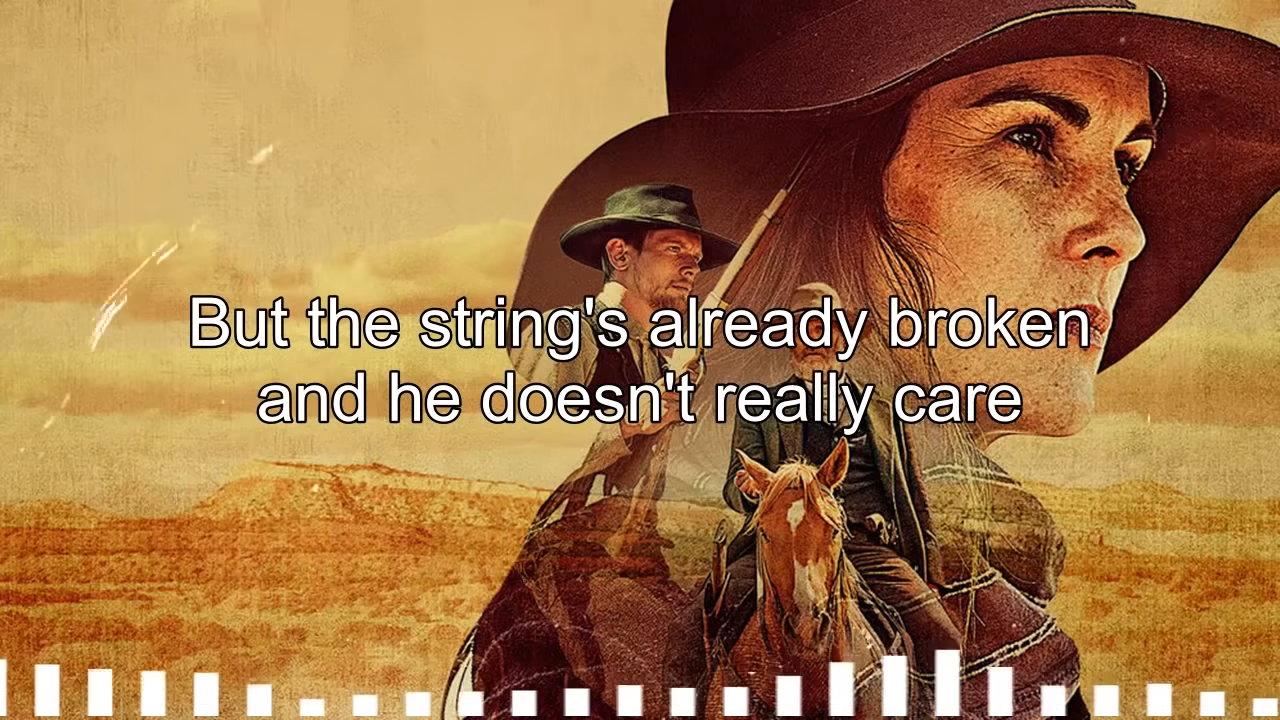 But the string's already broken
and he doesn't really care